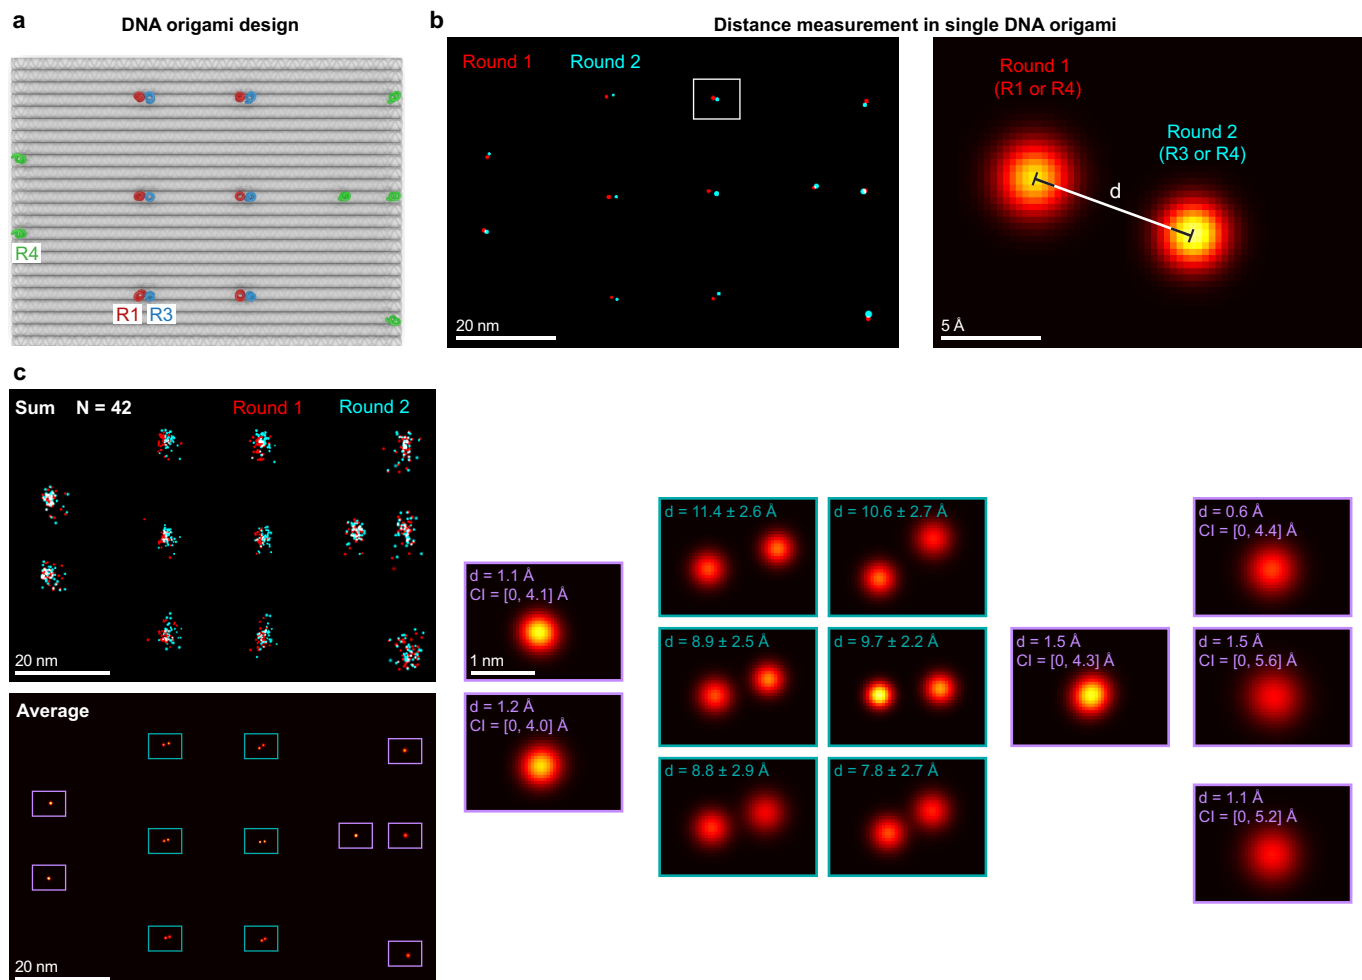 a
DNA origami design
R4
R1 R3
b
Distance measurement in single DNA origami
Round 1 Round 2
20 nm
Round 1
(R1 or R4)
Round 2
(R3 or R4)
d
5 Å
c
Sum N = 42 Round 1 Round 2
20 nm
Average
20 nm
d = 1.1 Å
CI = [0, 4.1] Å
1 nm
d = 1.2 Å
CI = [0, 4.0] Å
d = 11.4 ± 2.6 Å
d = 10.6 ± 2.7 Å
d = 8.9 ± 2.5 Å
d = 9.7 ± 2.2 Å
d = 8.8 ± 2.9 Å
d = 7.8 ± 2.7 Å
d = 1.5 Å
CI = [0, 4.3] Å
d = 0.6 Å
CI = [0, 4.4] Å
d = 1.5 Å
CI = [0, 5.6] Å
d = 1.1 Å
CI = [0, 5.2] Å